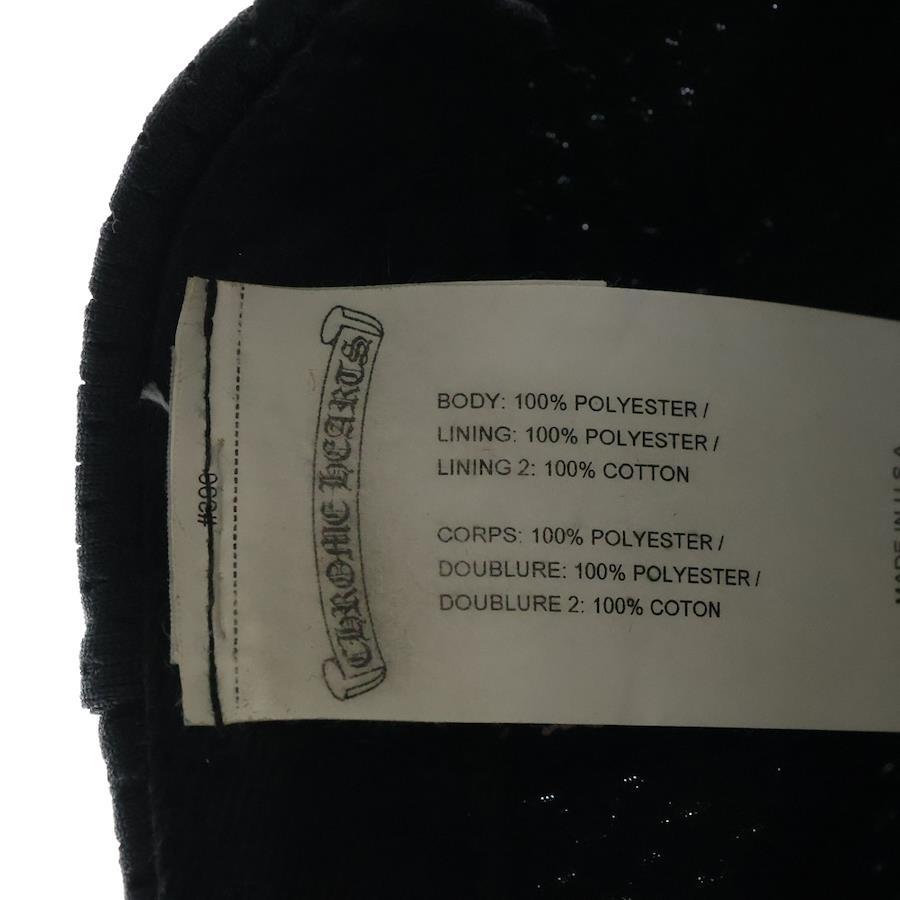 CHROME HEARTS
BODY: 100% POLYESTER /
LINING: 100% POLYESTER /
LINING 2: 100% COTTON
CORPS: 100% POLYESTER /
DOUBLURE: 100% POLYESTER /
DOUBLURE 2: 100% COTON
MADE IN U.S.A